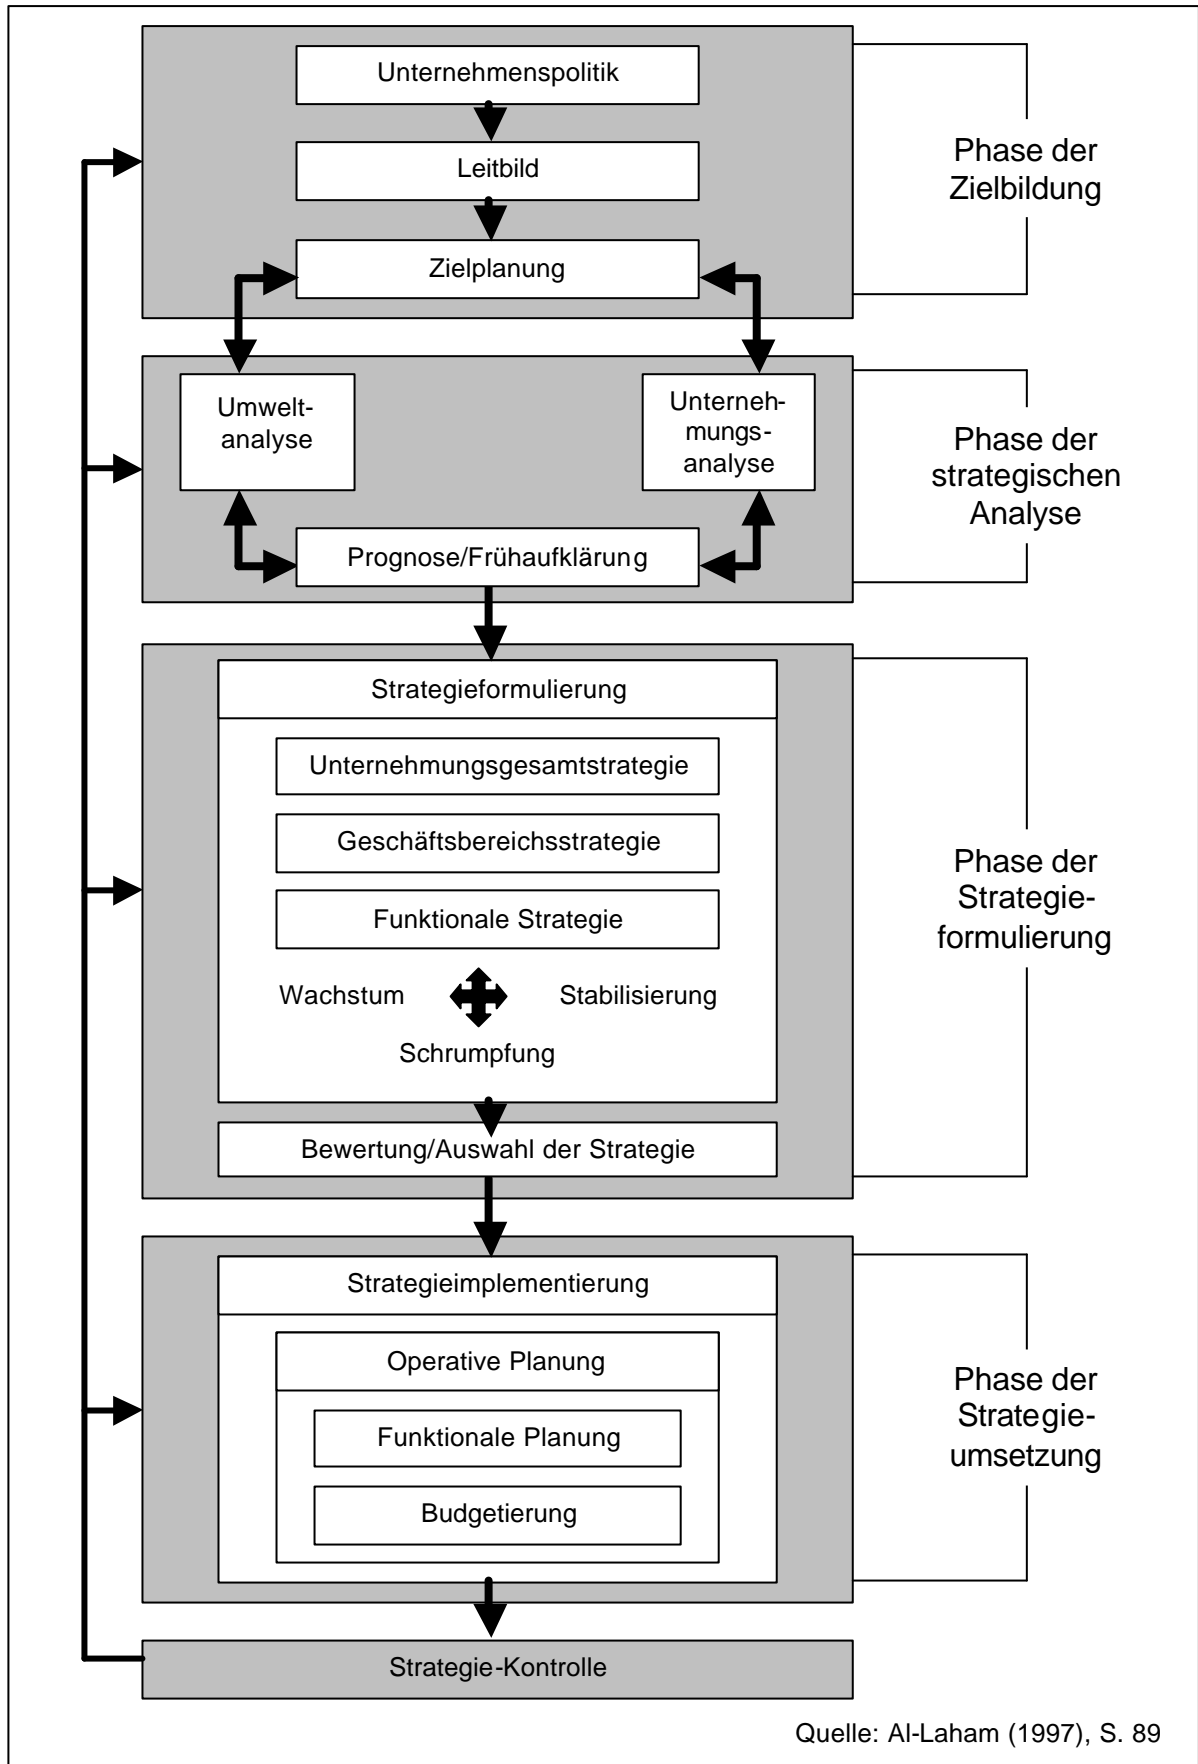 Unternehmenspolitik
Leitbild
Zielplanung
Phase der
Zielbildung
Umwelt-
analyse
Unterneh-
mungs-
analyse
Prognose/Frühaufklärung
Phase der
strategischen
Analyse
Strategieformulierung
Unternehmungsgesamtstrategie
Geschäftsbereichsstrategie
Funktionale Strategie
Wachstum
Stabilisierung
Schrumpfung
Bewertung/Auswahl der Strategie
Phase der
Strategie-
formulierung
Strategieimplementierung
Operative Planung
Funktionale Planung
Budgetierung
Phase der
Strategie-
umsetzung
Strategie-Kontrolle
Quelle: Al-Laham (1997), S. 89